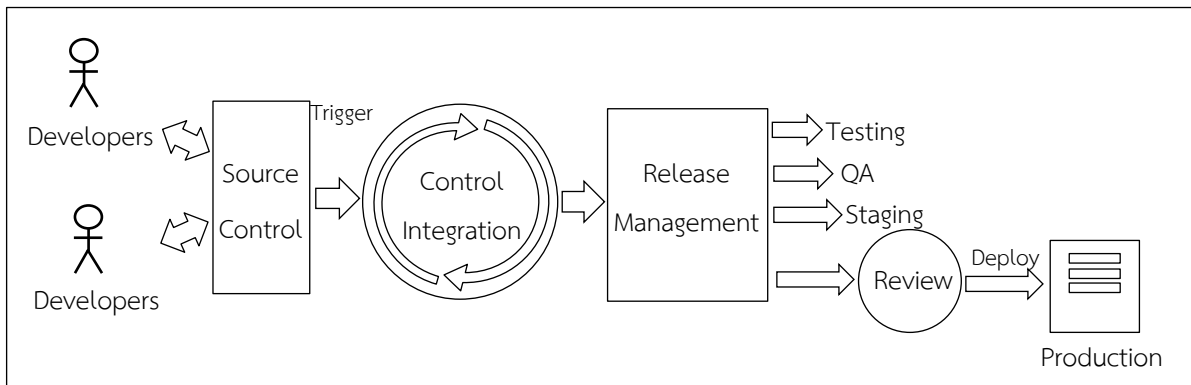 Developers
Developers
Source
Control
Trigger
Control
Integration
Release
Management
Testing
QA
Staging
Review
Deploy
Production